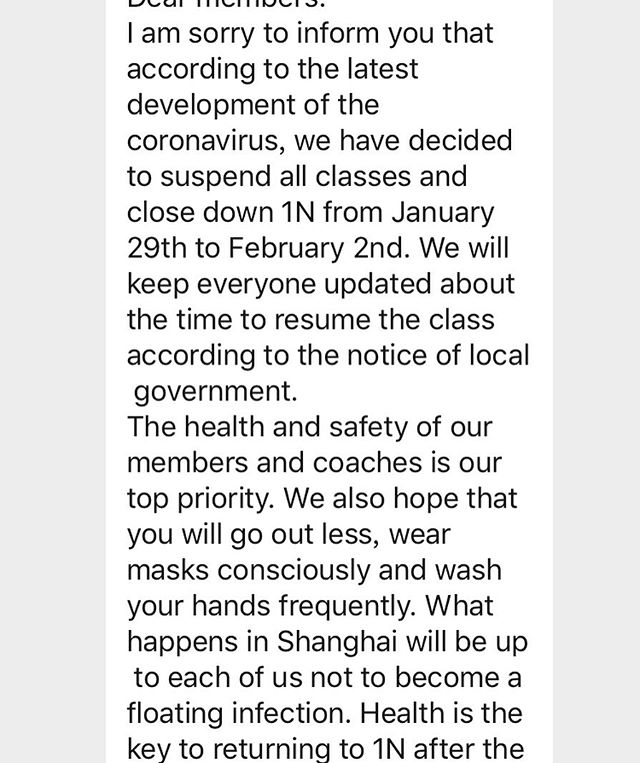 Dear members:
I am sorry to inform you that
according to the latest
development of the
coronavirus, we have decided
to suspend all classes and
close down 1N from January
29th to February 2nd. We will
keep everyone updated about
the time to resume the class
according to the notice of local
government.
The health and safety of our
members and coaches is our
top priority. We also hope that
you will go out less, wear
masks consciously and wash
your hands frequently. What
happens in Shanghai will be up
to each of us not to become a
floating infection. Health is the
key to returning to 1N after the